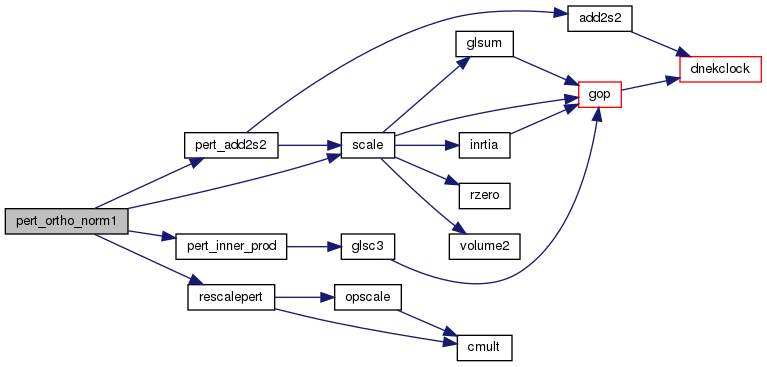 add2s2
glsum
dnekclock
gop
pert_add2s2
scale
inrtia
rzero
pert_ortho_norm1
pert_inner_prod
glsc3
volume2
rescalepert
opscale
cmult